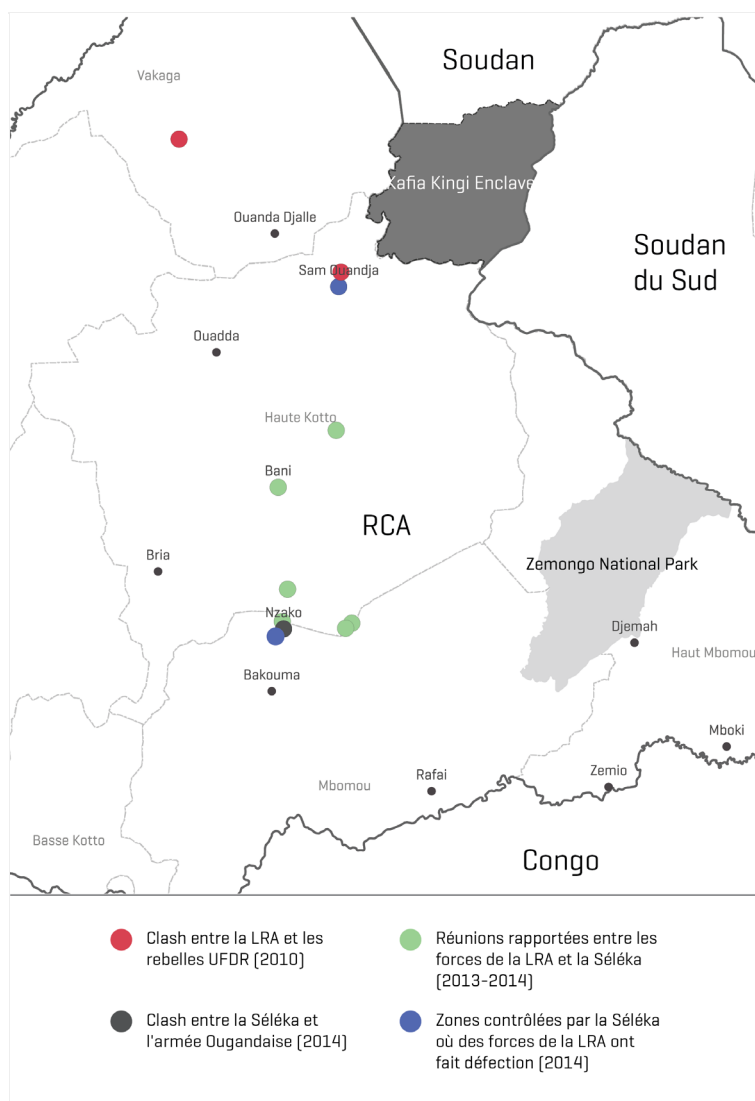 Soudan
Vakaga
Kafia Kingi Enclave
Ouanda Djalle
Soudan
du Sud
Sam Ouandja
Ouadda
Haute Kotto
Bani
RCA
Bria
Zemongo National Park
Nzako
Djemah
Haut Mbomou
Bakouma
Mboki
Zemio
Rafai
Mbomou
Basse Kotto
Congo
Clash entre la LRA et les
rebelles UFDR (2010)
Réunions rapportées entre les
forces de la LRA et la Séléka
(2013-2014)
Clash entre la Séléka et
l'armée Ougandaise (2014)
Zones contrôlées par la Séléka
où des forces de la LRA ont
fait défection (2014)